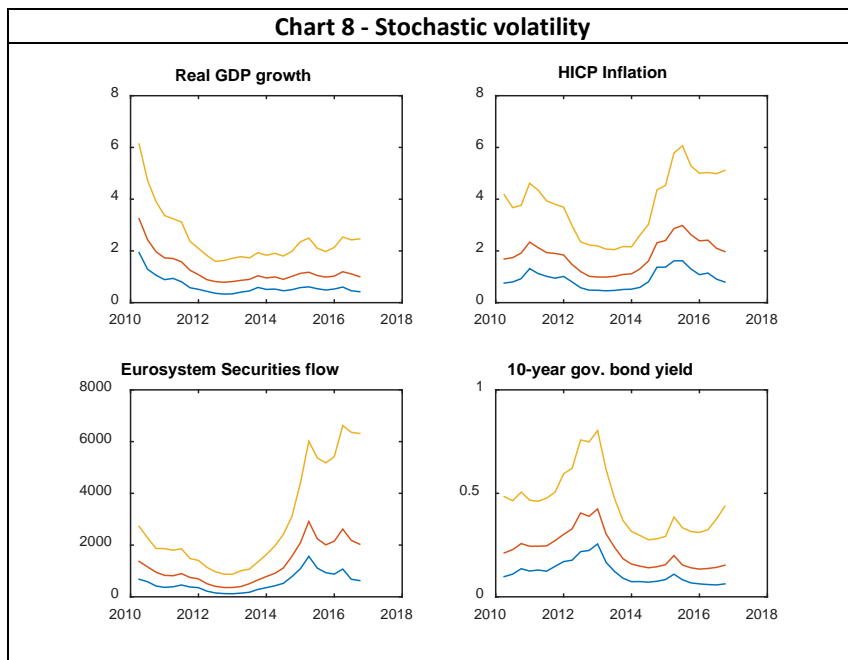 Chart 8 - Stochastic volatility
Real GDP growth
8
6
4
2
0
2010 2012 2014 2016 2018
HICP Inflation
8
6
4
2
0
2010 2012 2014 2016 2018
Eurosystem Securities flow
8000
6000
4000
2000
0
2010 2012 2014 2016 2018
10-year gov. bond yield
1
0.5
0
2010 2012 2014 2016 2018